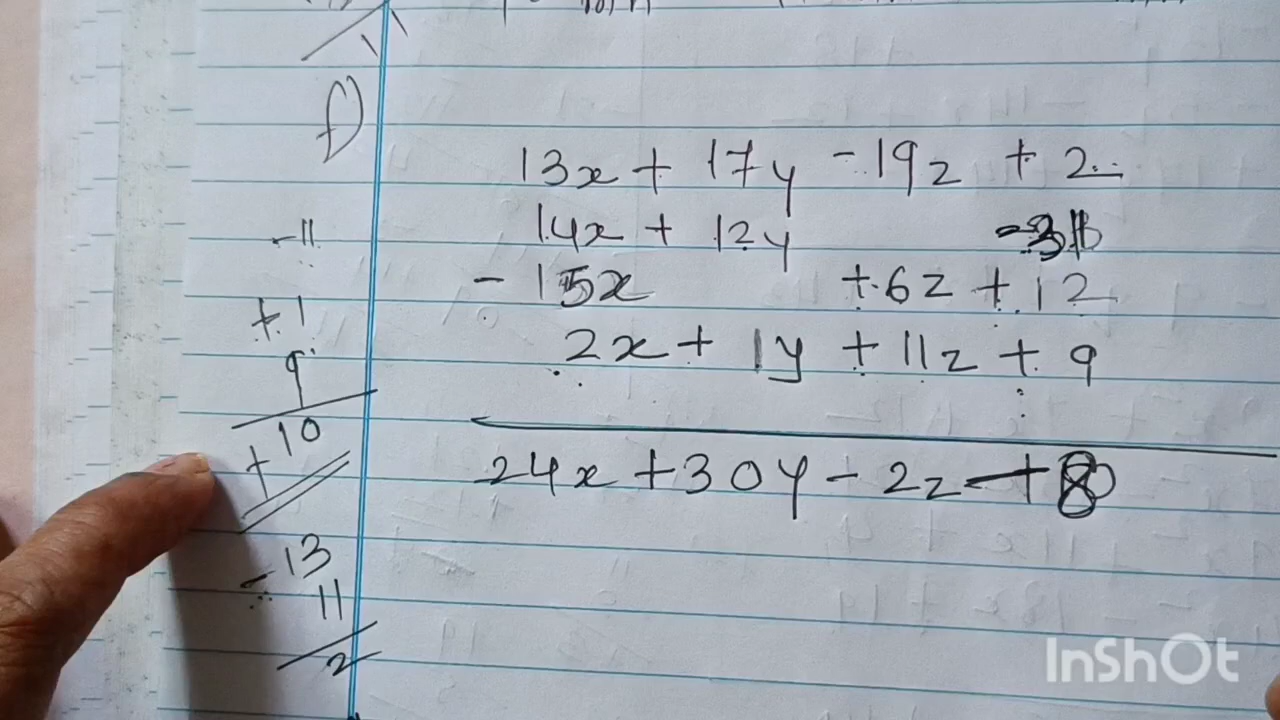 f)
13x + 17y - 19z + 2
14x + 12y
- 15x + 6z + 12
2x + 1y + 11z + 9
24x + 30y - 2z + 8
- 11
+ 1
9
+ 10
- 13
11
2
InShOt